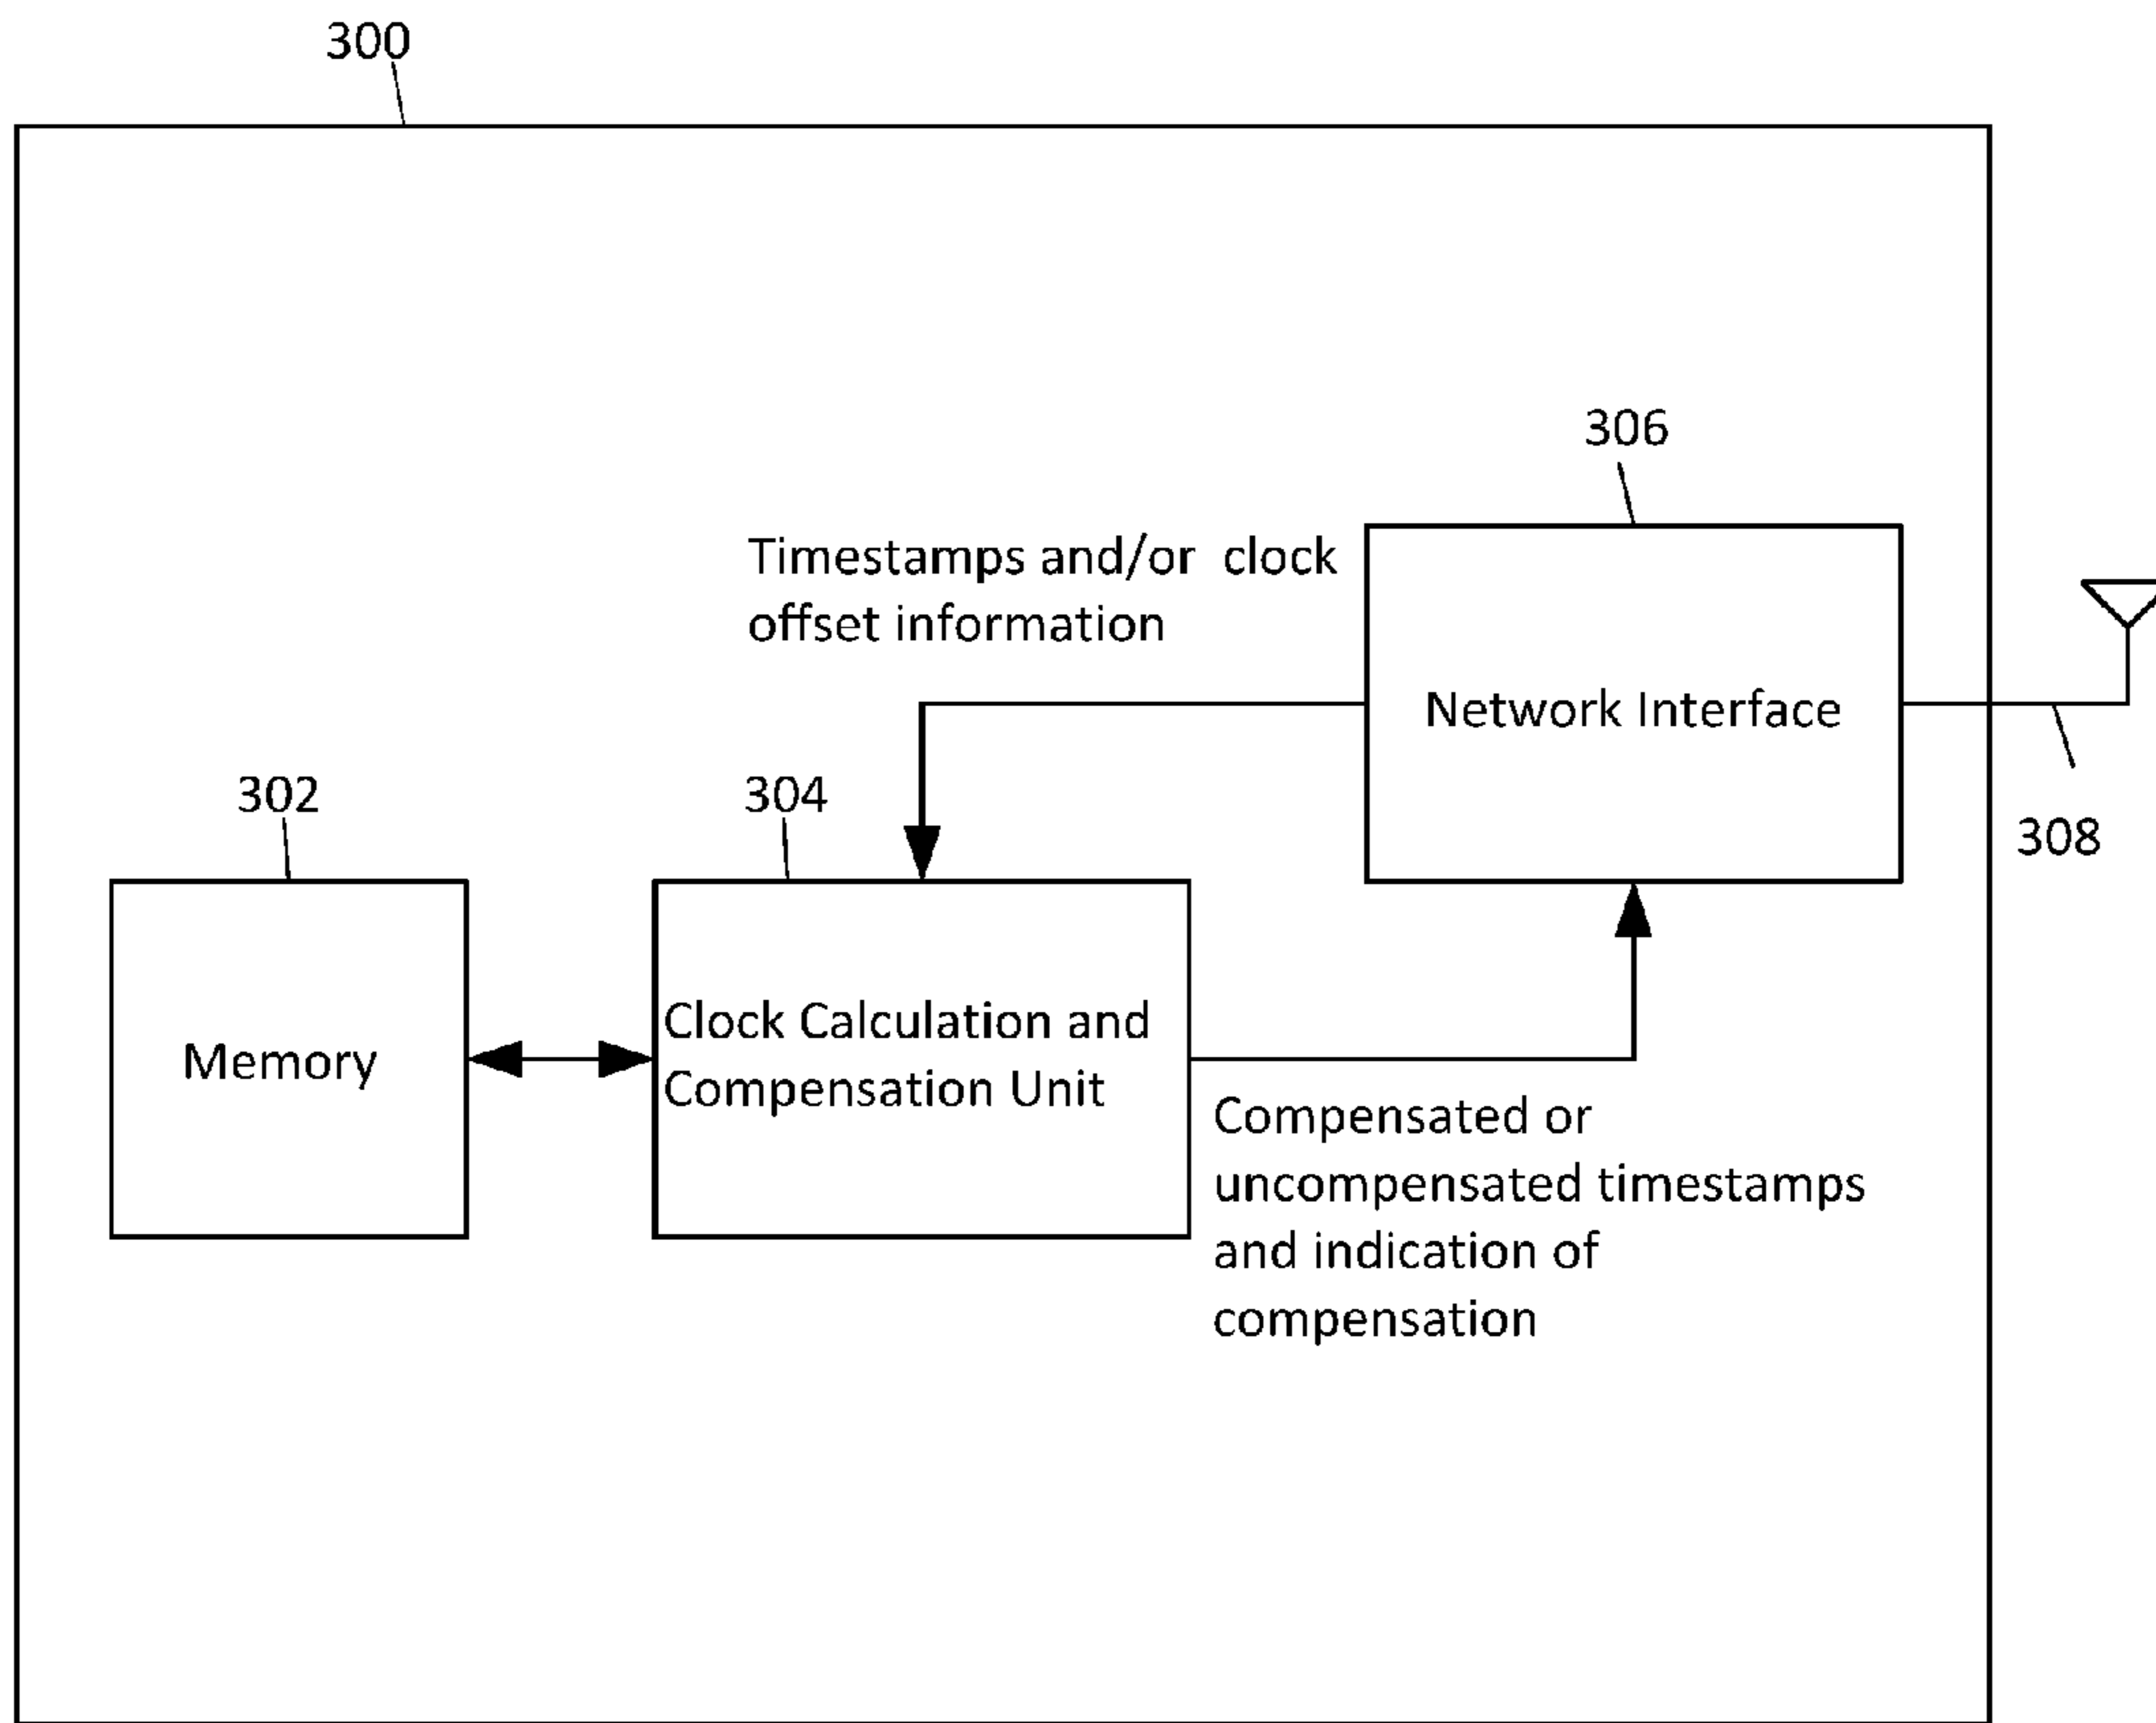 300
306
Timestamps and/or clock
offset information
Network Interface
302
304
308
Memory
Clock Calculation and
Compensation Unit
Compensated or
uncompensated timestamps
and indication of
compensation